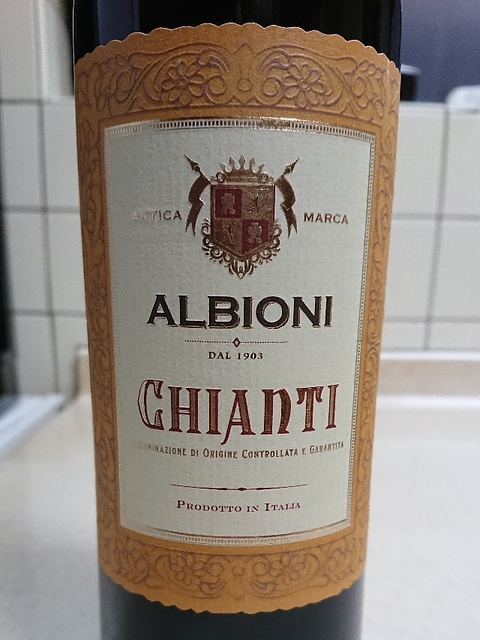 ANTICA MARCA
ALBIONI
DAL 1903
CHIANTI
DENOMINAZIONE DI ORIGINE CONTROLLATA E GARANTITA
PRODOTTO IN ITALIA